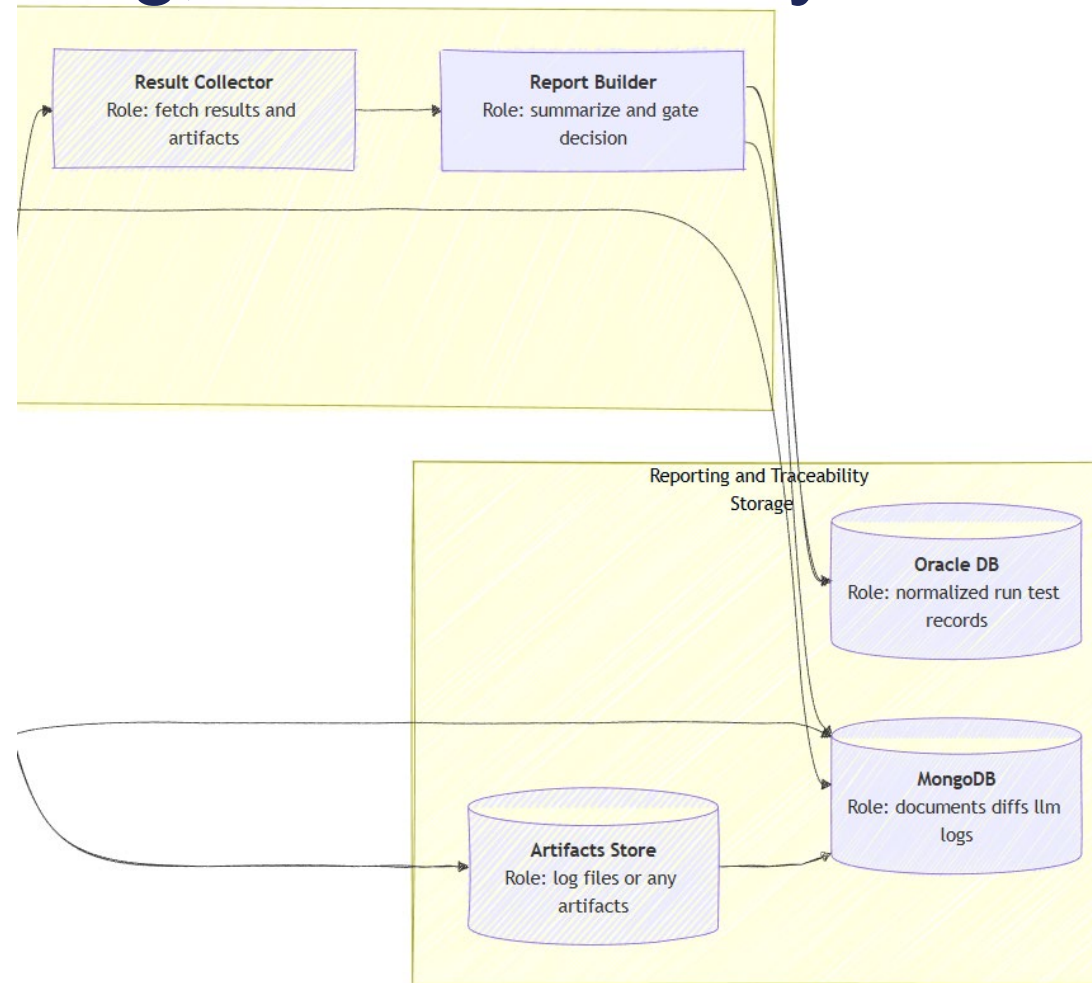 Result Collector
Role: fetch results and
artifacts
Report Builder
Role: summarize and gate
decision
Reporting and Traceability
Storage
Oracle DB
Role: normalized run test
records
MongoDB
Role: documents diffs llm
logs
Artifacts Store
Role: log files or any
artifacts